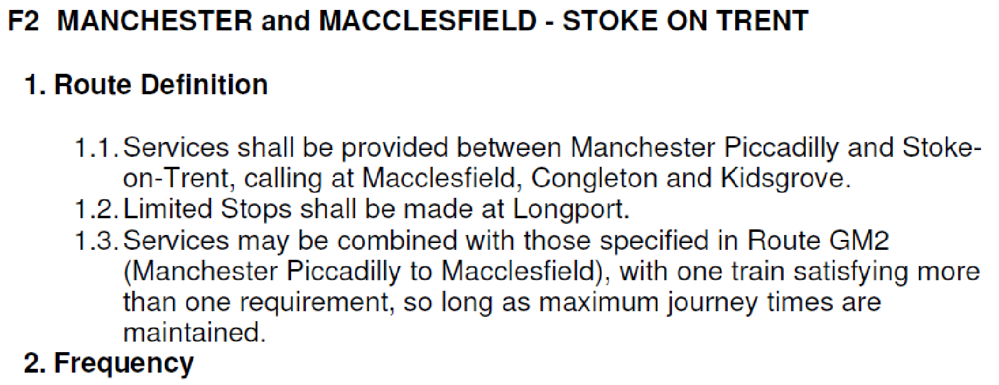 F2 MANCHESTER and MACCLESFIELD - STOKE ON TRENT
1. Route Definition
1.1. Services shall be provided between Manchester Piccadilly and Stoke-
on-Trent, calling at Macclesfield, Congleton and Kidsgrove.
1.2. Limited Stops shall be made at Longport.
1.3. Services may be combined with those specified in Route GM2
(Manchester Piccadilly to Macclesfield), with one train satisfying more
than one requirement, so long as maximum journey times are
maintained.
2. Frequency